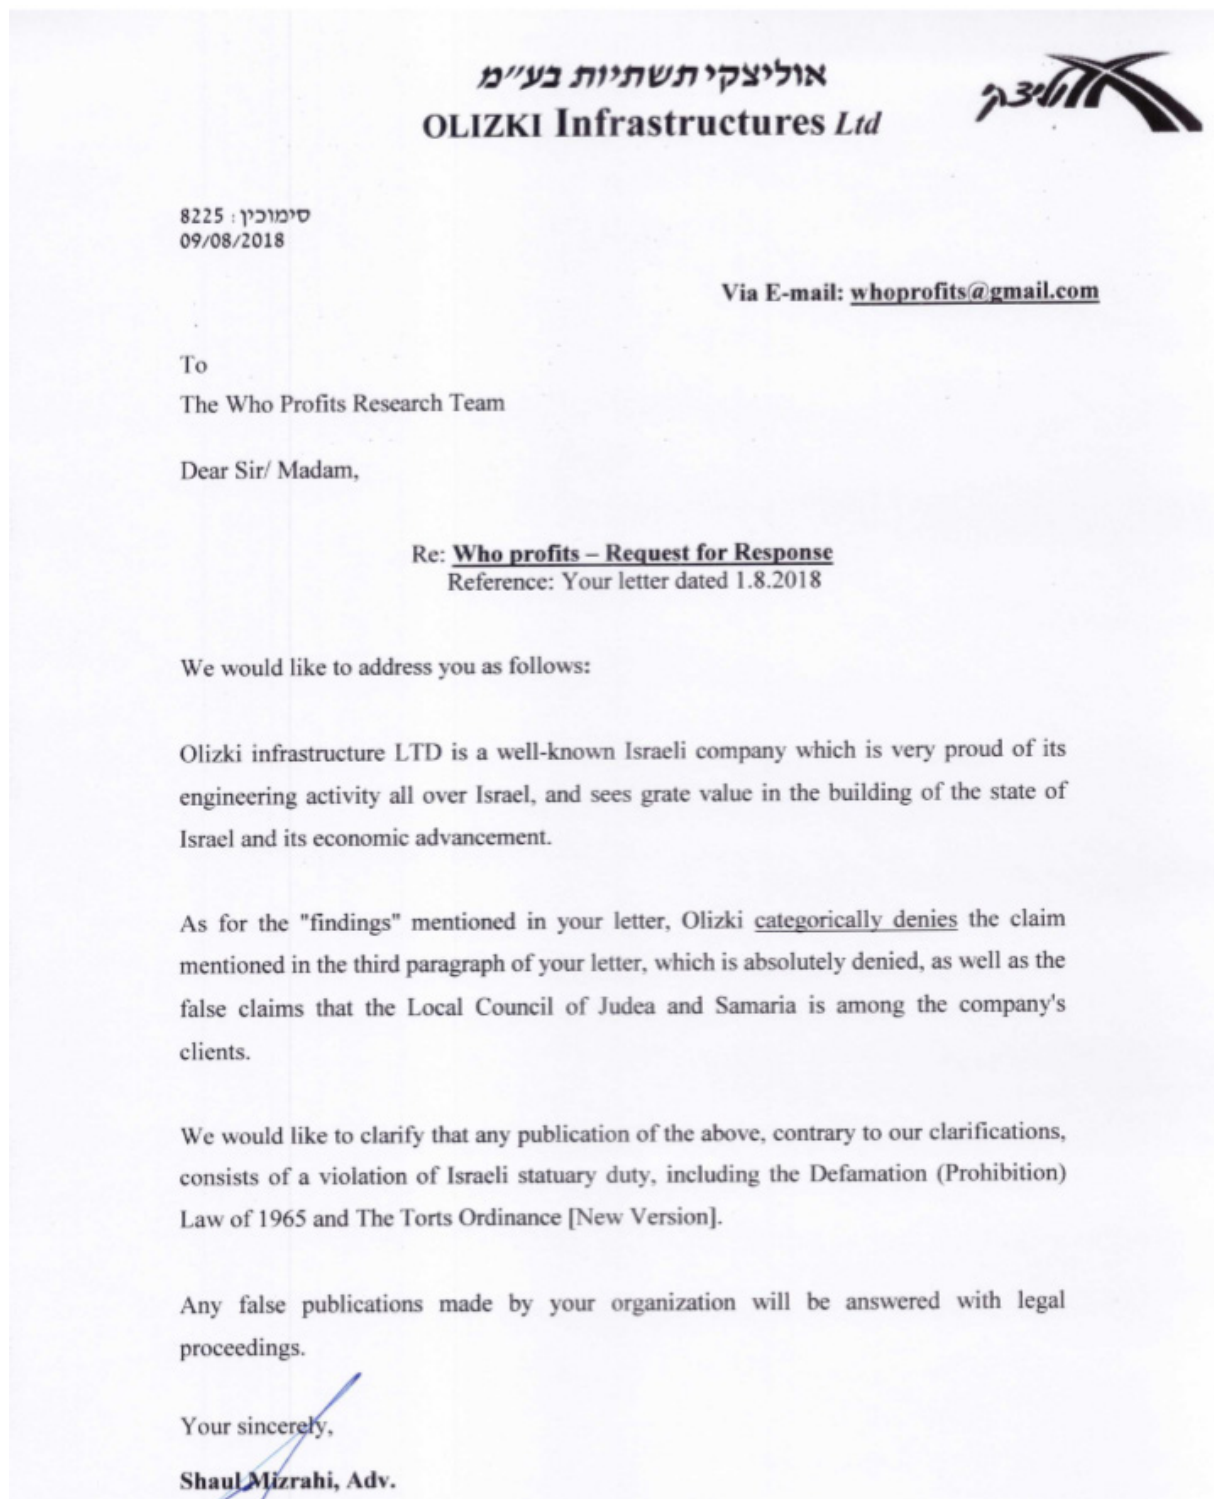 אוליצקי תשתיות בע״מ
OLIZKI Infrastructures Ltd
אוליצקי
סימוכין : 8225
09/08/2018
Via E-mail: whoprofits@gmail.com
To
The Who Profits Research Team
Dear Sir/ Madam,
Re: Who profits – Request for Response
Reference: Your letter dated 1.8.2018
We would like to address you as follows:
Olizki infrastructure LTD is a well-known Israeli company which is very proud of its
engineering activity all over Israel, and sees grate value in the building of the state of
Israel and its economic advancement.
As for the "findings" mentioned in your letter, Olizki categorically denies the claim
mentioned in the third paragraph of your letter, which is absolutely denied, as well as the
false claims that the Local Council of Judea and Samaria is among the company's
clients.
We would like to clarify that any publication of the above, contrary to our clarifications,
consists of a violation of Israeli statuary duty, including the Defamation (Prohibition)
Law of 1965 and The Torts Ordinance [New Version].
Any false publications made by your organization will be answered with legal
proceedings.
Your sincerely,
Shaul Mizrahi, Adv.